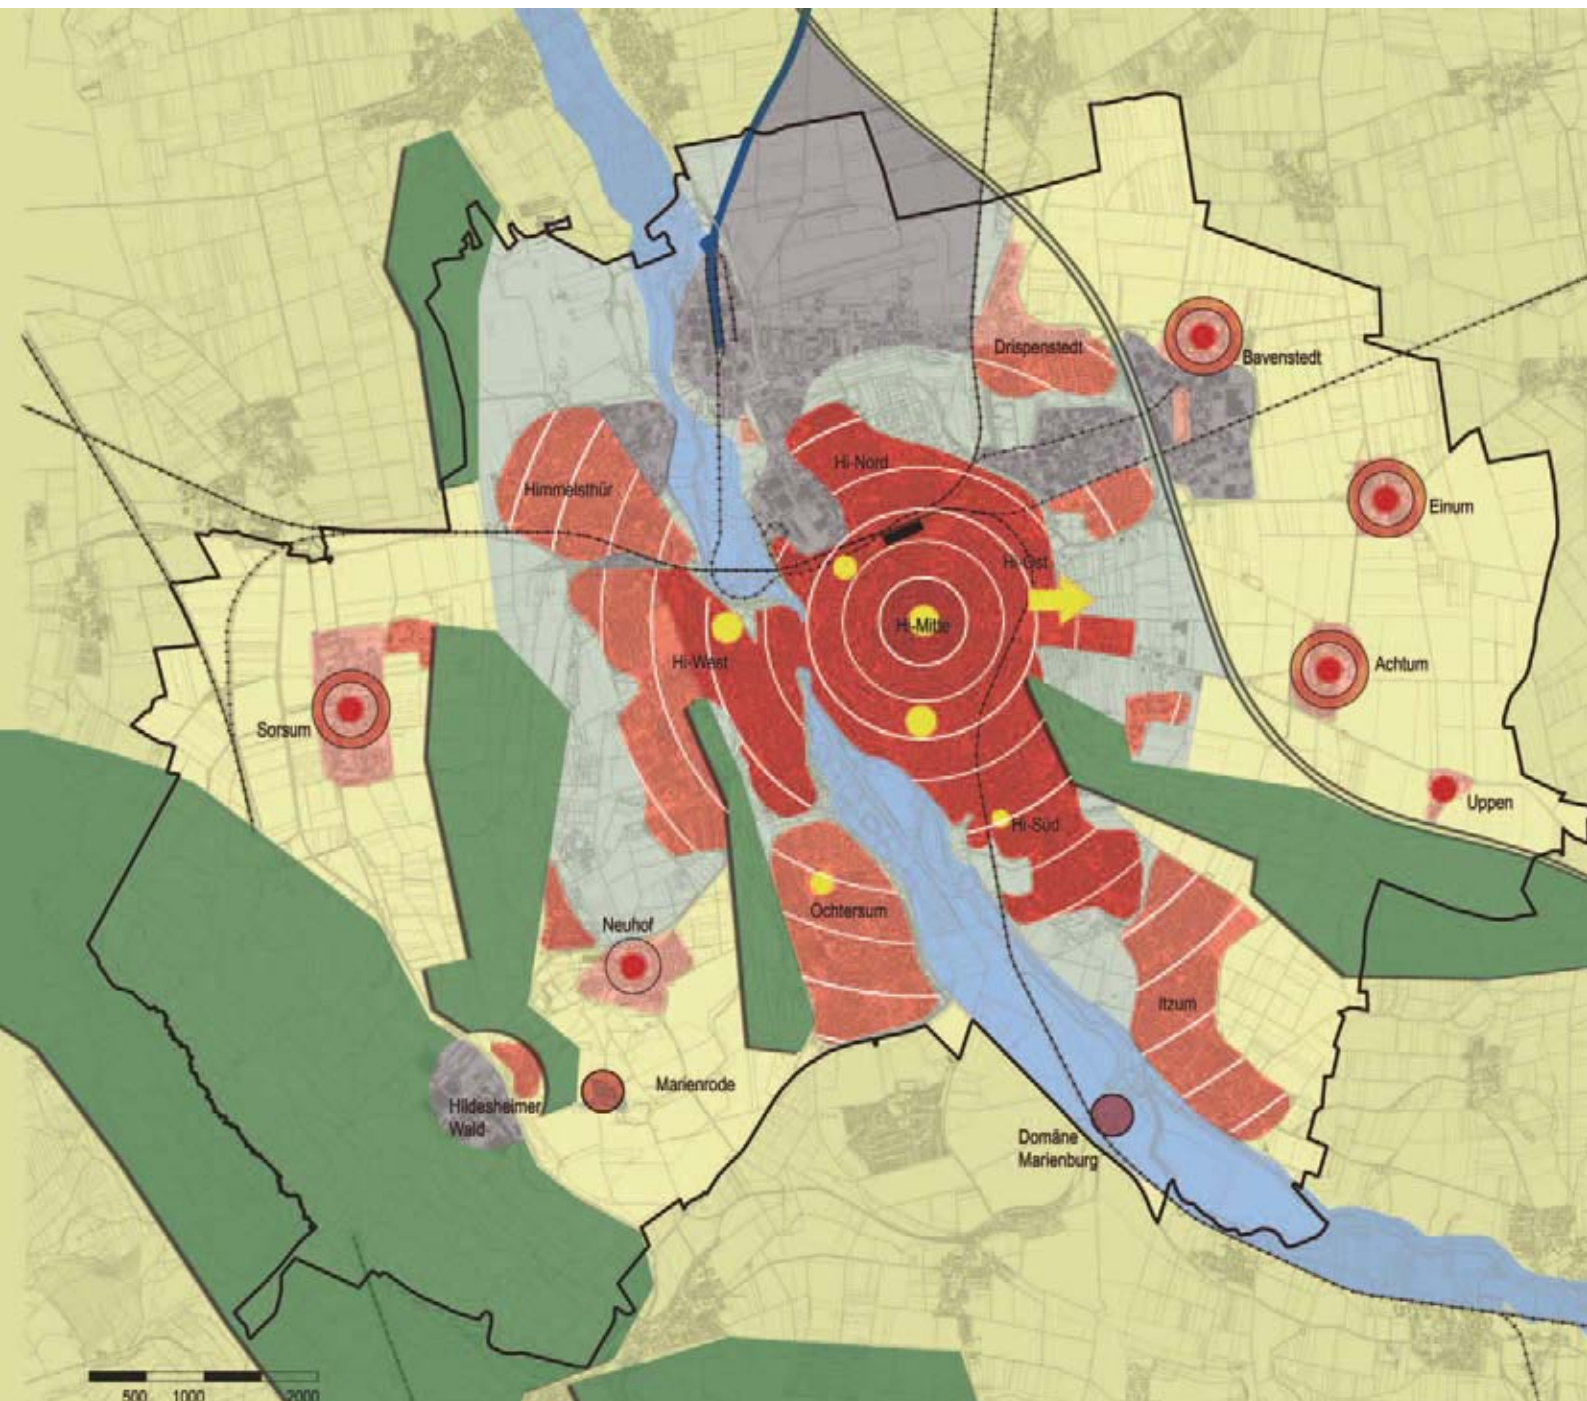 Drispenstedt
Bavenstedt
Hi-Nord
Himmelsthür
Einum
Hi-Ost
Hi-Mitte
Hi-West
Achtum
Sorsum
Uppen
Hi-Süd
Ochtersum
Neuhof
Itzum
Marienrode
Hildesheimer
Wald
Domäne
Marienburg
500 1000 2000